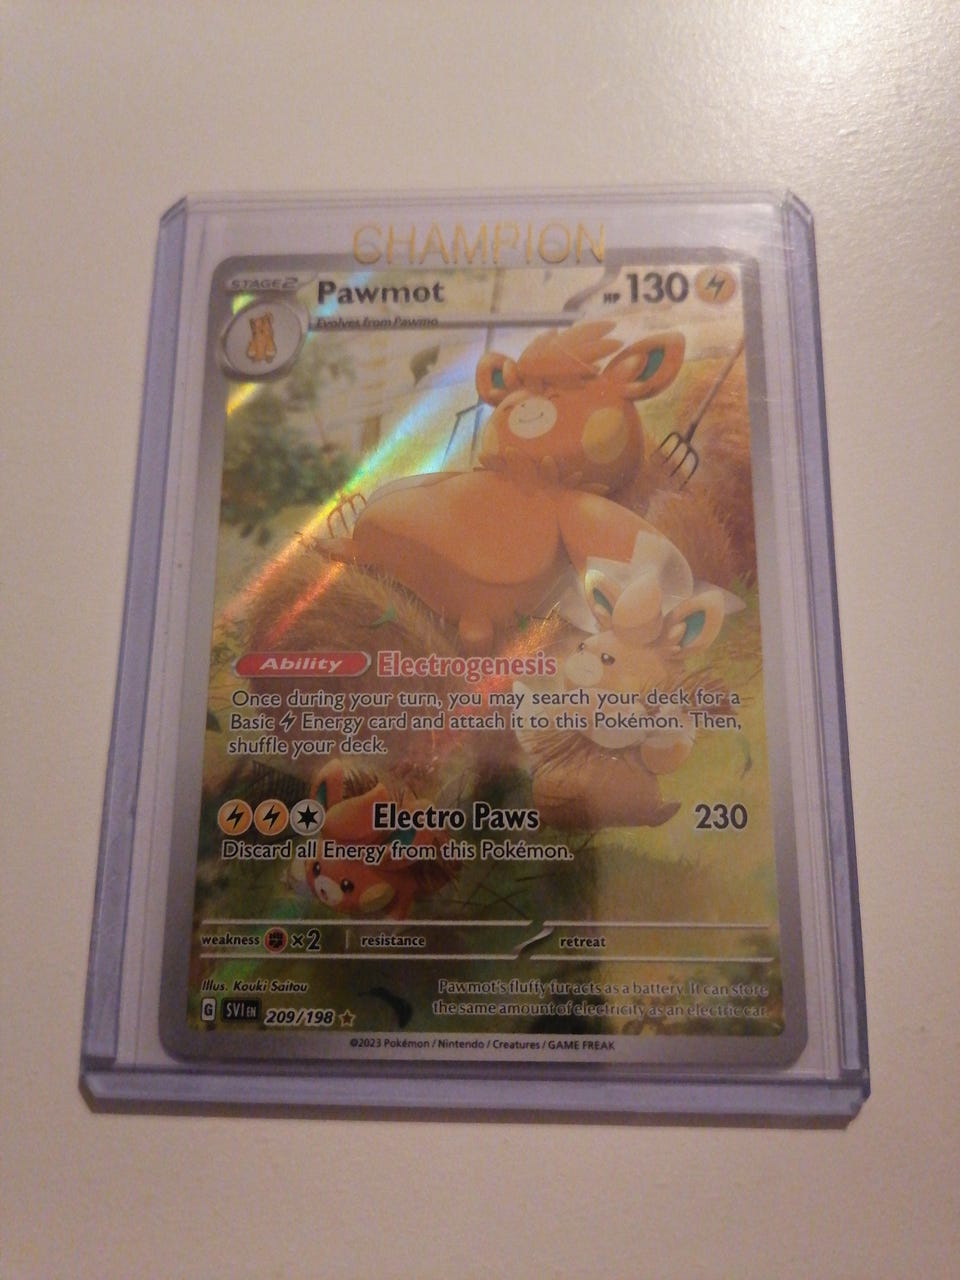 CHAMPION
STAGE 2 Pawmot HP 130
Evolves from Pawmo
Ability Electrogenesis
Once during your turn, you may search your deck for a
Basic Energy card and attach it to this Pokémon. Then,
shuffle your deck.
Electro Paws 230
Discard all Energy from this Pokémon.
weakness ×2 resistance retreat
Illus. Kouki Saitou
Pawmot's fluffy fur acts as a battery. It can store
the same amount of electricity as an electric car.
G SVI EN 209/198
©2023 Pokémon / Nintendo / Creatures / GAME FREAK